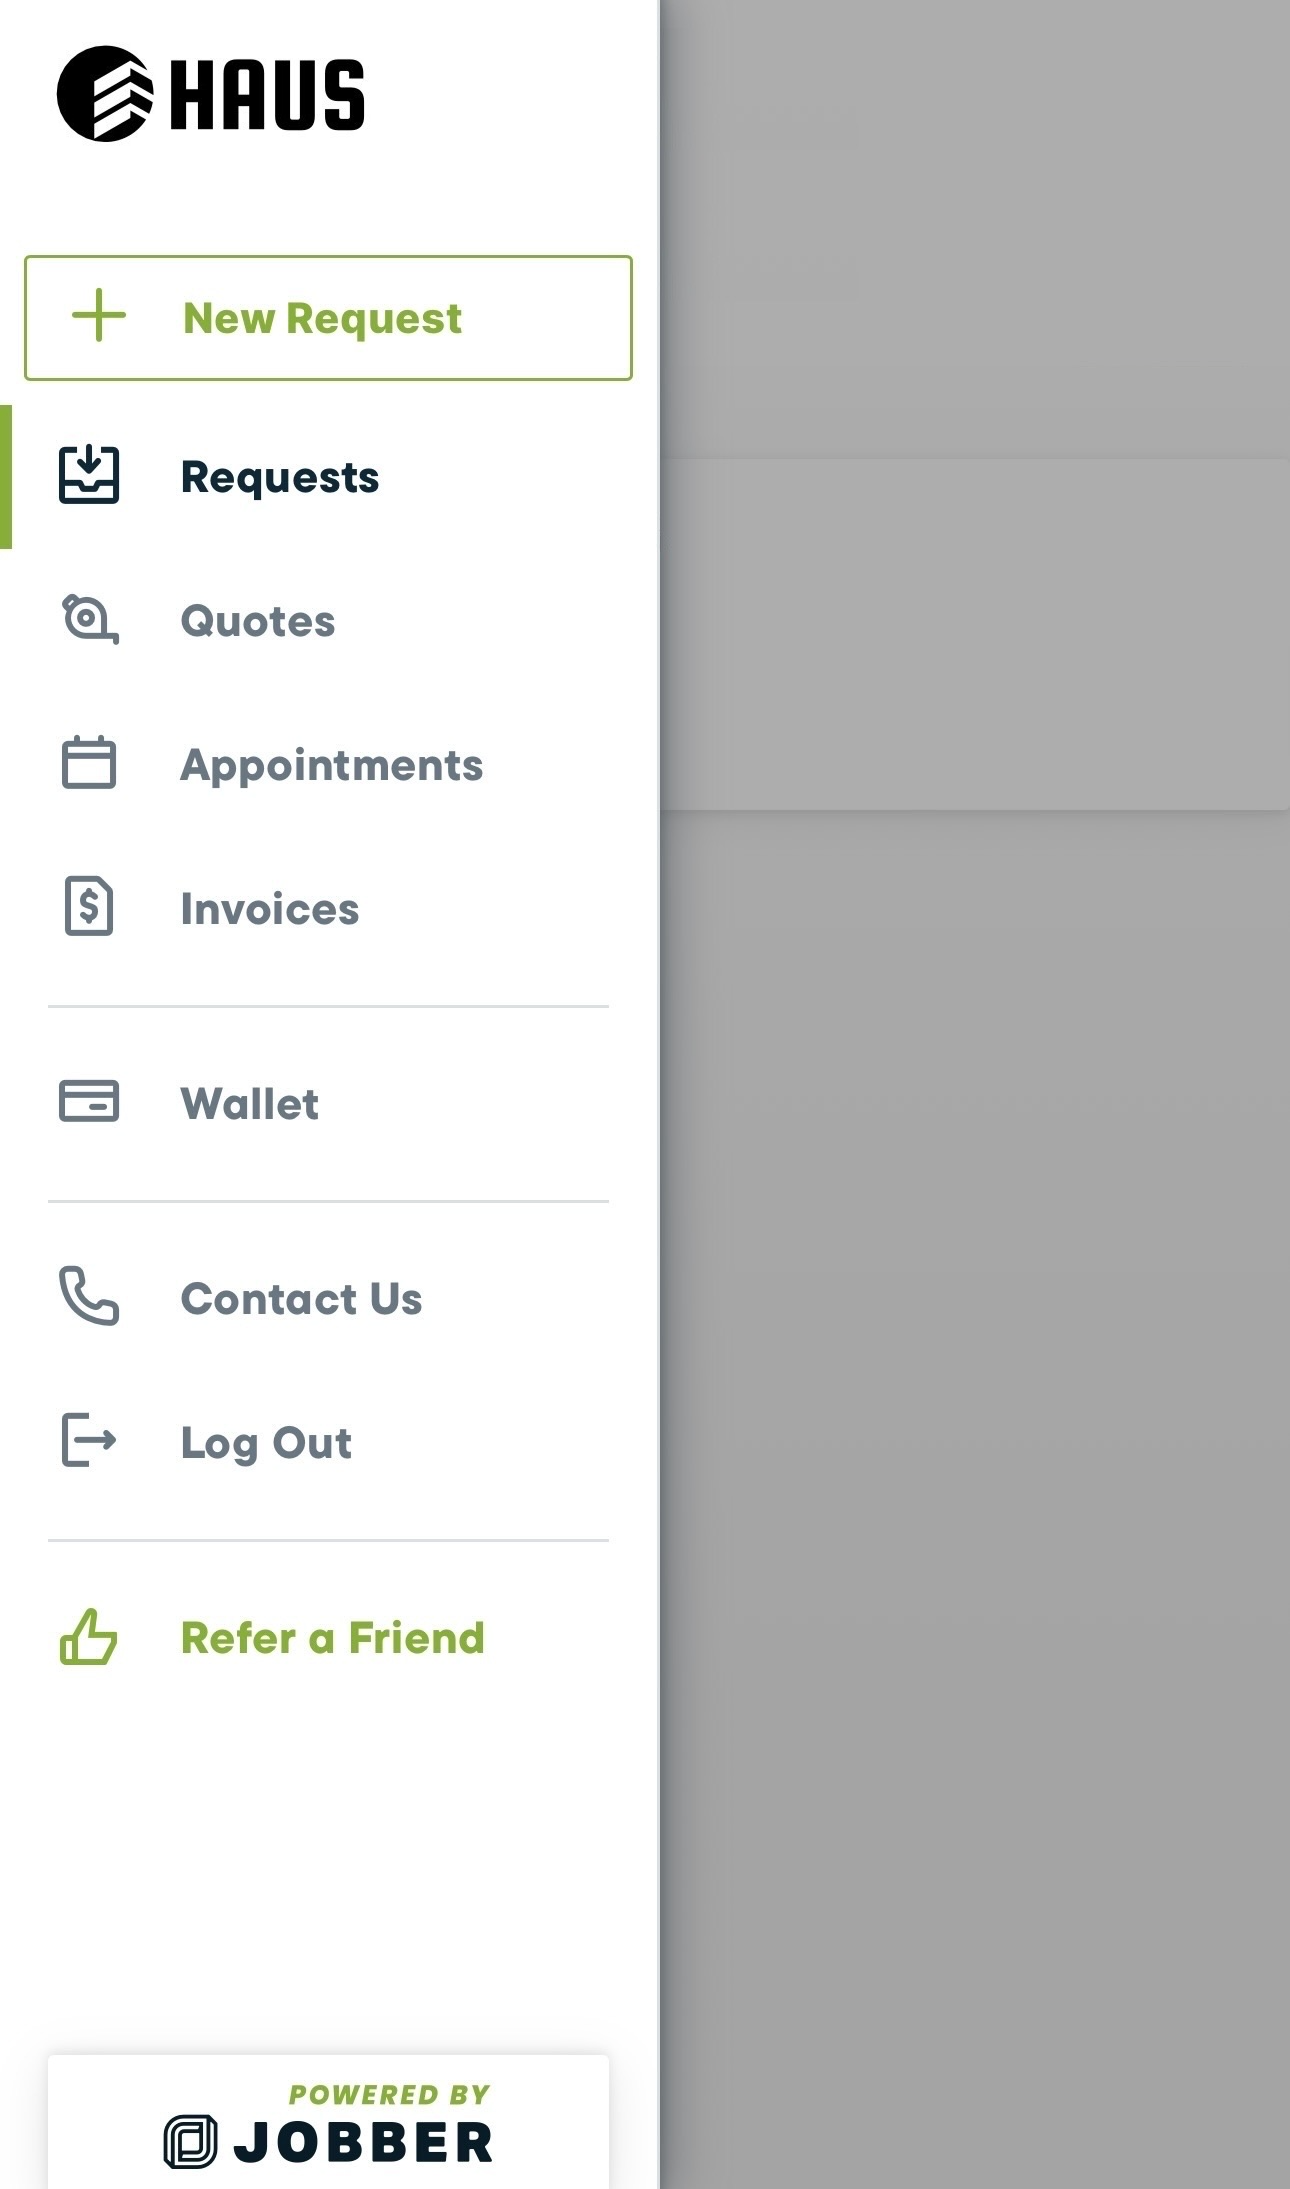 HAUS
New Request
Requests
Quotes
Appointments
Invoices
Wallet
Contact Us
Log Out
Refer a Friend
POWERED BY
JOBBER